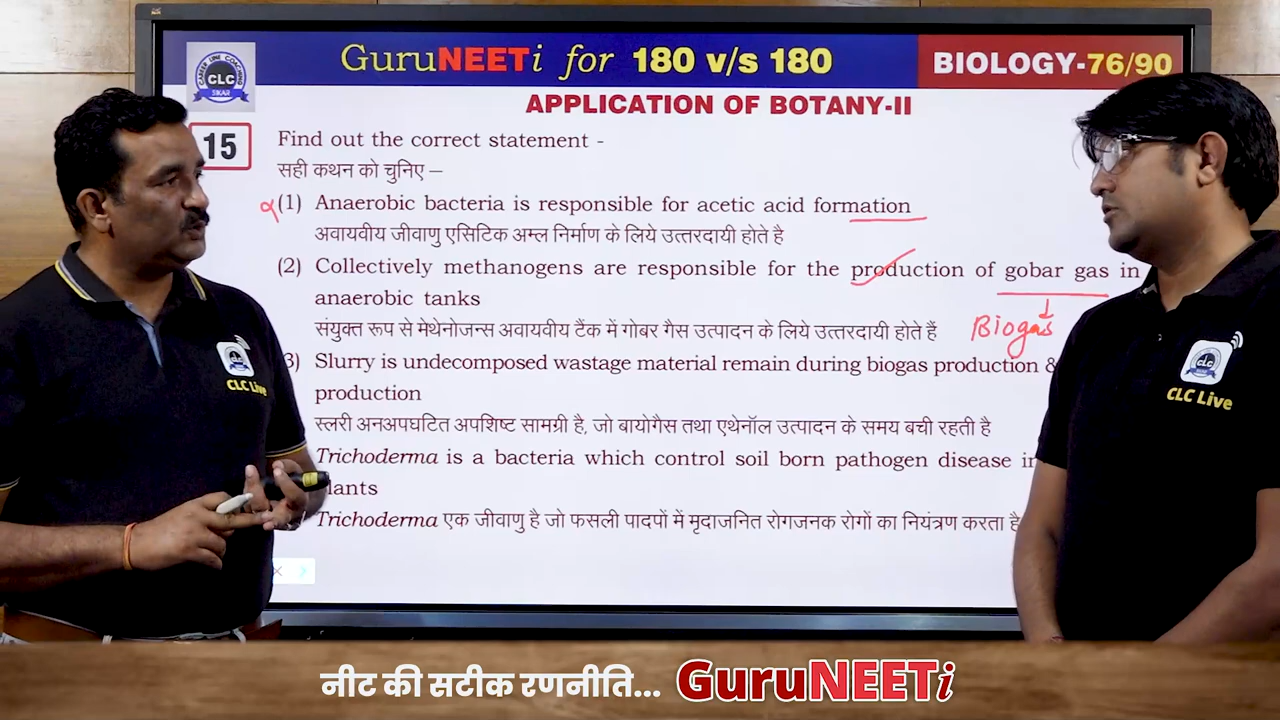 GuruNEETi for 180 v/s 180
BIOLOGY-76/90
CLC
SIKAR
APPLICATION OF BOTANY-II
15
Find out the correct statement -
सही कथन को चुनिए –
(1) Anaerobic bacteria is responsible for acetic acid formation
अवायवीय जीवाणु एसिटिक अम्ल निर्माण के लिये उत्तरदायी होते है
(2) Collectively methanogens are responsible for the production of gobar gas in
anaerobic tanks
संयुक्त रूप से मेथेनोजन्स अवायवीय टैंक में गोबर गैस उत्पादन के लिये उत्तरदायी होते हैं
Biogas
3) Slurry is undecomposed wastage material remain during biogas production &
production
स्लरी अनअपघटित अपशिष्ट सामग्री है, जो बायोगैस तथा एथेनॉल उत्पादन के समय बची रहती है
Trichoderma is a bacteria which control soil born pathogen disease in
lants
Trichoderma एक जीवाणु है जो फसली पादपों में मृदाजनित रोगजनक रोगों का नियंत्रण करता है
CLC Live
CLC Live
नीट की सटीक रणनीति... GuruNEETi